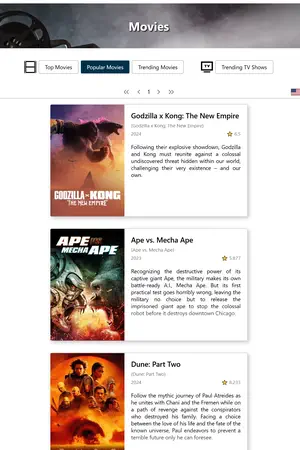 Movies
Top Movies
Popular Movies
Trending Movies
TV
Trending TV Shows
1
Godzilla x Kong: The New Empire
(Godzilla x Kong: The New Empire)
2024
6.5
Following their explosive showdown, Godzilla
and Kong must reunite against a colossal
undiscovered threat hidden within our world,
challenging their very existence – and our
own.
GODZILLA KONG
THE NEW EMPIRE
Ape vs. Mecha Ape
(Ape vs. Mecha Ape)
2023
5.677
Recognizing the destructive power of its
captive giant Ape, the military makes its own
battle-ready A.I., Mecha Ape. But its first
practical test goes horribly wrong, leaving the
military no choice but to release the
imprisoned giant ape to stop the colossal
robot before it destroys downtown Chicago.
APE
MECHA APE
Dune: Part Two
(Dune: Part Two)
2024
8.233
Follow the mythic journey of Paul Atreides as
he unites with Chani and the Fremen while on
a path of revenge against the conspirators
who destroyed his family. Facing a choice
between the love of his life and the fate of the
known universe, Paul endeavors to prevent a
terrible future only he can foresee.